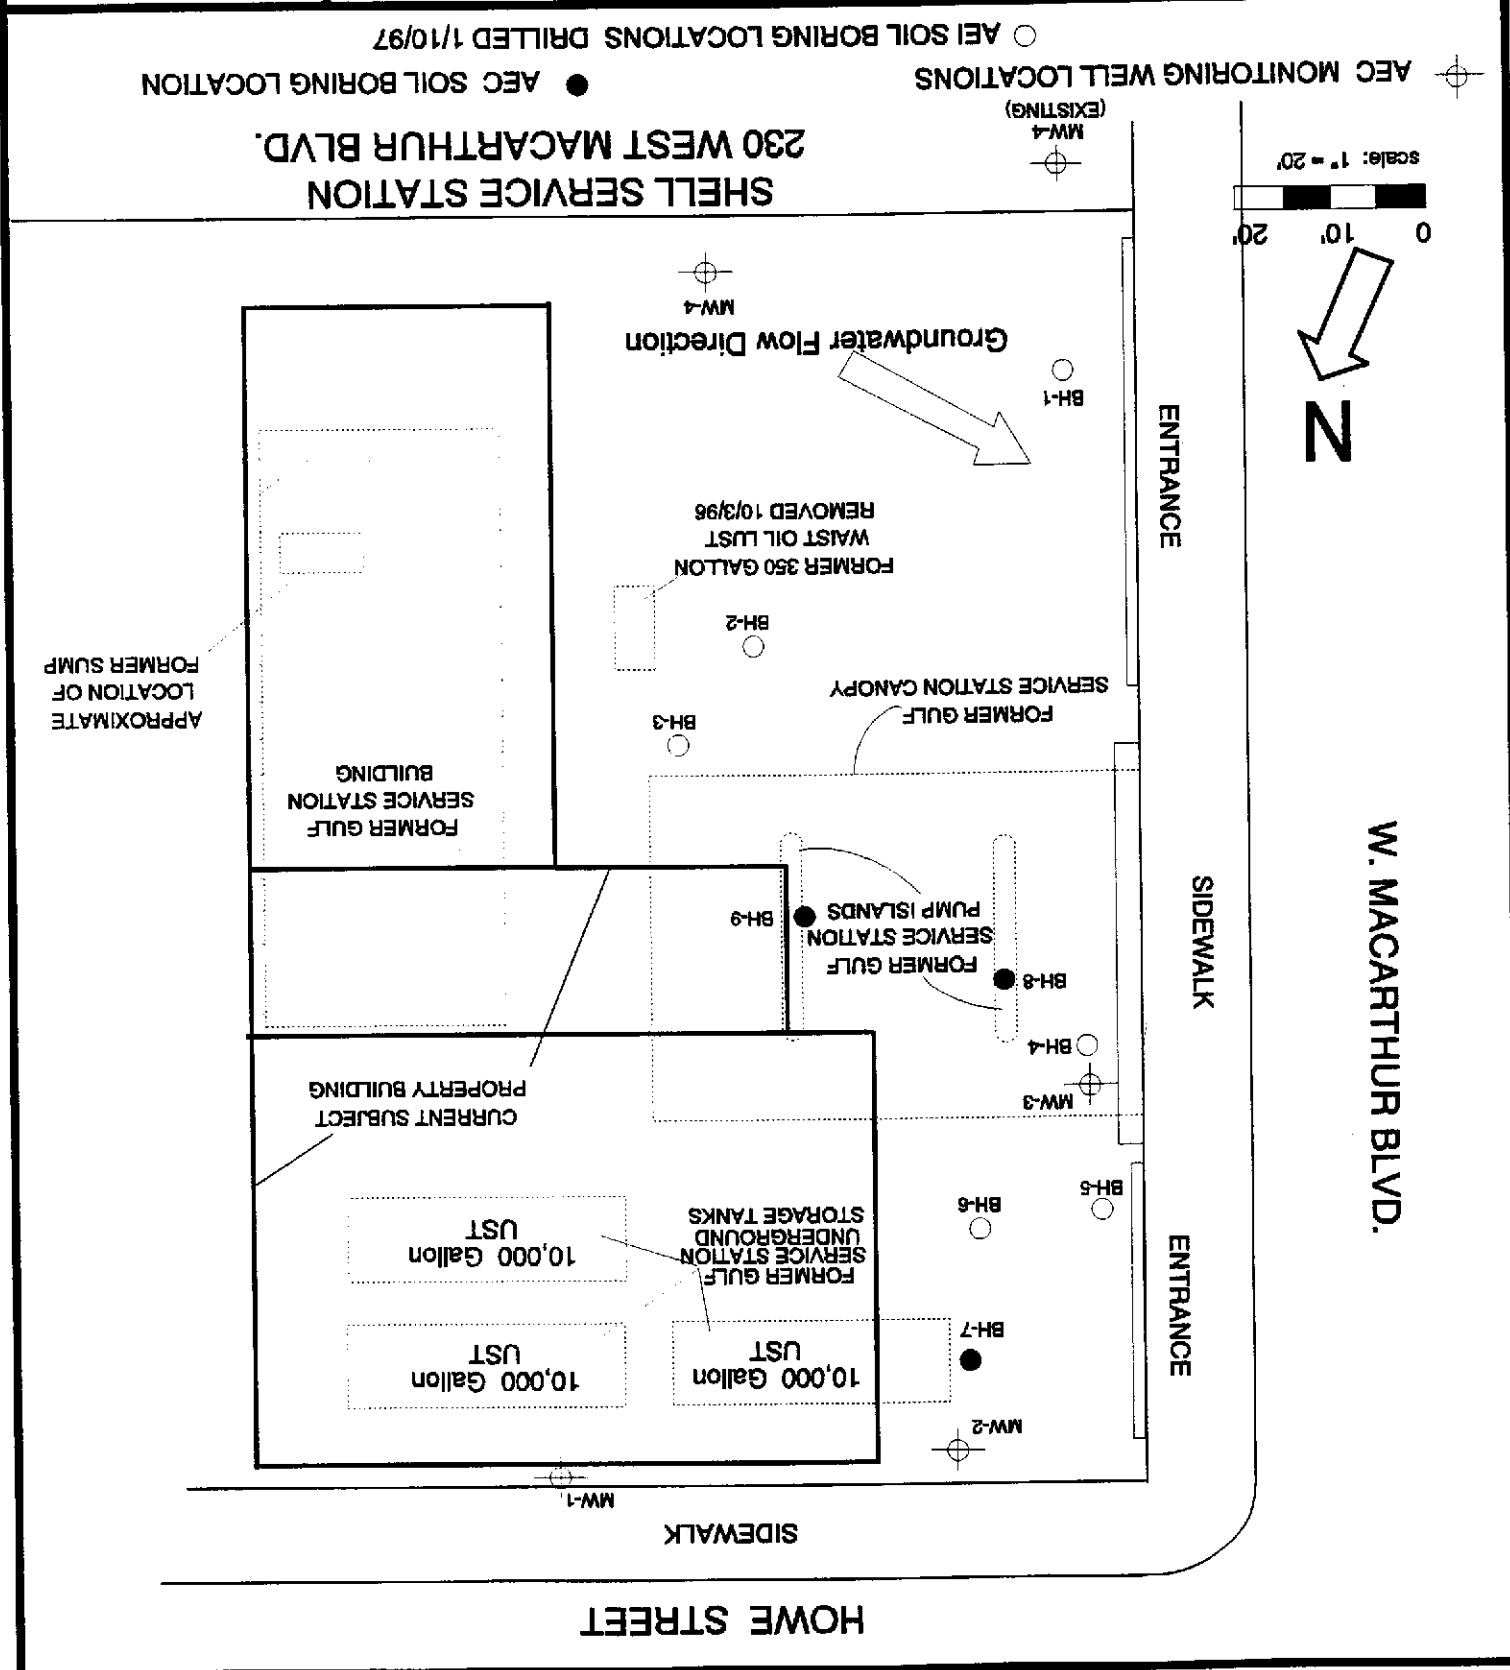 HOWE STREET
SIDEWALK
MW-1
MW-2
10,000 Gallon
UST
10,000 Gallon
UST
BH-7
ENTRANCE
FORMER GULF
SERVICE STATION
UNDERGROUND
STORAGE TANKS
10,000 Gallon
UST
BH-6
BH-5
W. MACARTHUR BLVD.
CURRENT SUBJECT
PROPERTY BUILDING
MW-3
BH-4
BH-8
FORMER GULF
SERVICE STATION
PUMP ISLANDS
BH-9
SIDEWALK
FORMER GULF
SERVICE STATION
BUILDING
APPROXIMATE
LOCATION OF
FORMER SUMP
BH-3
FORMER GULF
SERVICE STATION CANOPY
BH-2
FORMER 350 GALLON
WAIST OIL LUST
REMOVED 10/3/96
ENTRANCE
N
BH-1
Groundwater Flow Direction
MW-4
0 10' 20'
scale: 1" = 20'
SHELL SERVICE STATION
230 WEST MACARTHUR BLVD.
MW-4
(EXISTING)
AEC MONITORING WELL LOCATIONS
AEC SOIL BORING LOCATION
AEI SOIL BORING LOCATIONS DRILLED 1/10/97